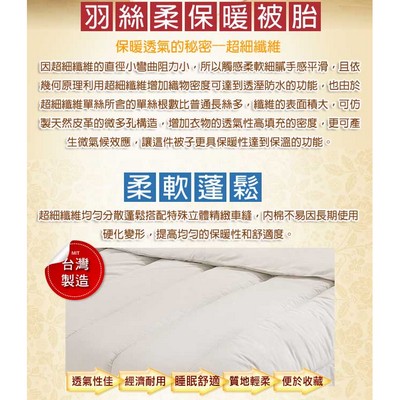 羽絲柔保暖被胎
保暖透氣的秘密—超細纖維
因超細纖維的直徑小彎曲阻力小，所以觸感柔軟細膩手感平滑，且依
幾何原理利用超細纖維增加織物密度可達到透溼防水的功能，也由於
超細纖維單絲所含的單絲根數比普通長絲多，纖維的表面積大，可仿
製天然皮革的微多孔構造，增加衣物的透氣性高填充的密度，更可產
生微氣候效應，讓這件被子更具保暖性達到保溫的功能。
柔軟蓬鬆
超細纖維均勻分散蓬鬆搭配特殊立體精緻車縫，內棉不易因長期使用
硬化變形，提高均勻的保暖性和舒適度。
MIT
台灣
製造
透氣性佳
經濟耐用
睡眠舒適
質地輕柔
便於收藏